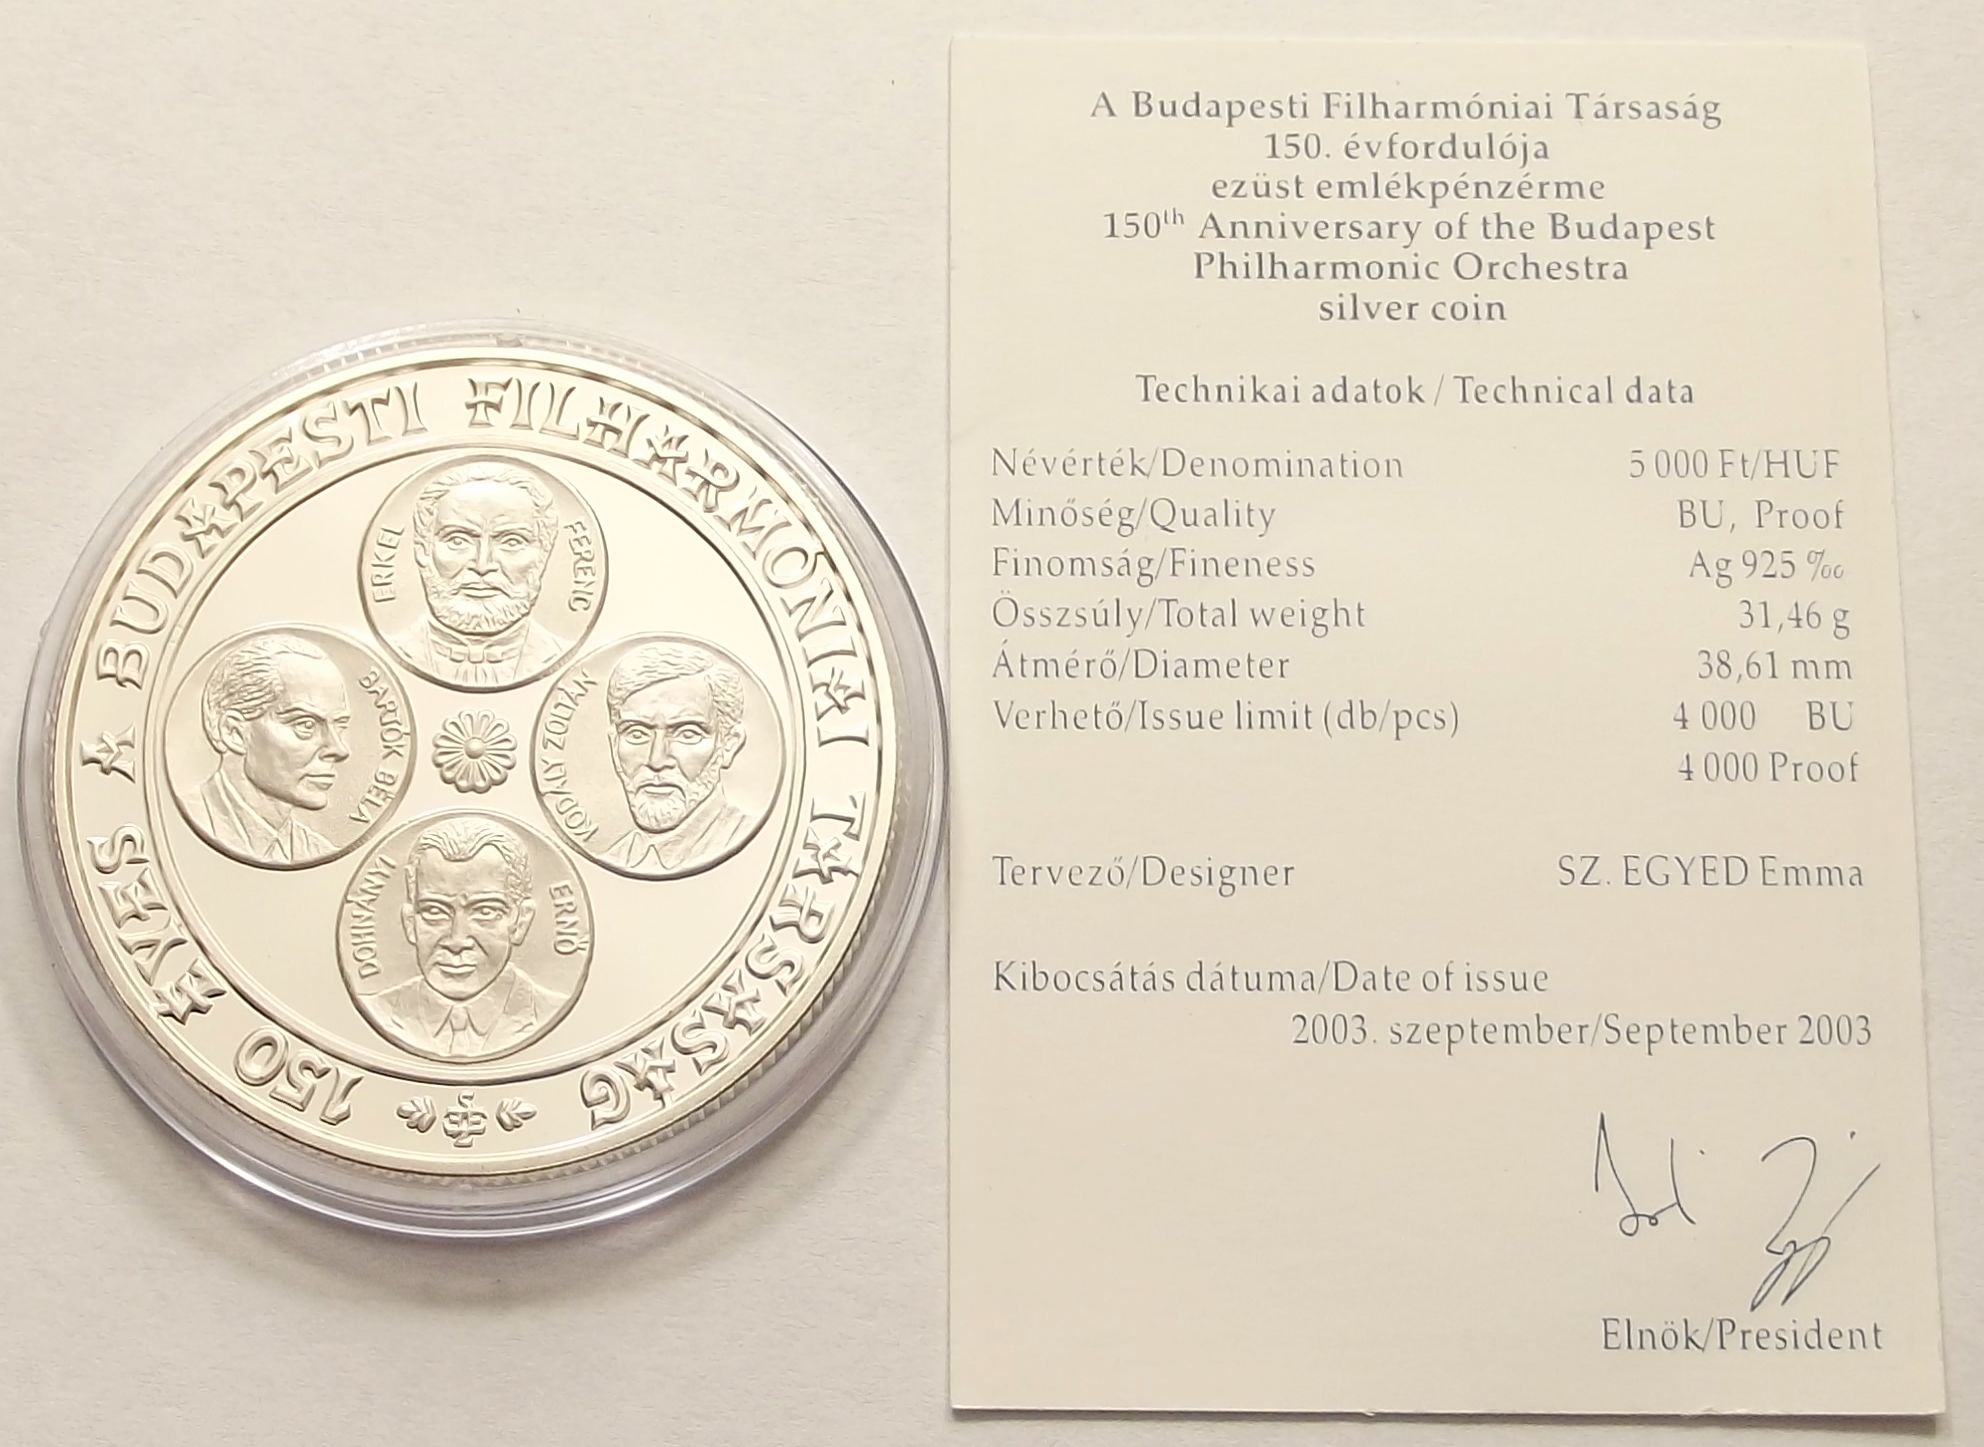 150 ÉVES A BUDAPESTI FILHARMÓNIAI TÁRSASÁG
ERKEL FERENC
BARTÓK BÉLA
KODÁLY ZOLTÁN
DOHNÁNYI ERNŐ
A Budapesti Filharmóniai Társaság
150. évfordulója
ezüst emlékpénzérme
150th Anniversary of the Budapest
Philharmonic Orchestra
silver coin
Technikai adatok / Technical data
Névérték/Denomination 5 000 Ft/HUF
Minőség/Quality BU, Proof
Finomság/Fineness Ag 925 ‰
Összsúly/Total weight 31,46 g
Átmérő/Diameter 38,61 mm
Verhető/Issue limit (db/pcs) 4 000 BU
4 000 Proof
Tervező/Designer SZ. EGYED Emma
Kibocsátás dátuma/Date of issue
2003. szeptember/September 2003
Elnök/President